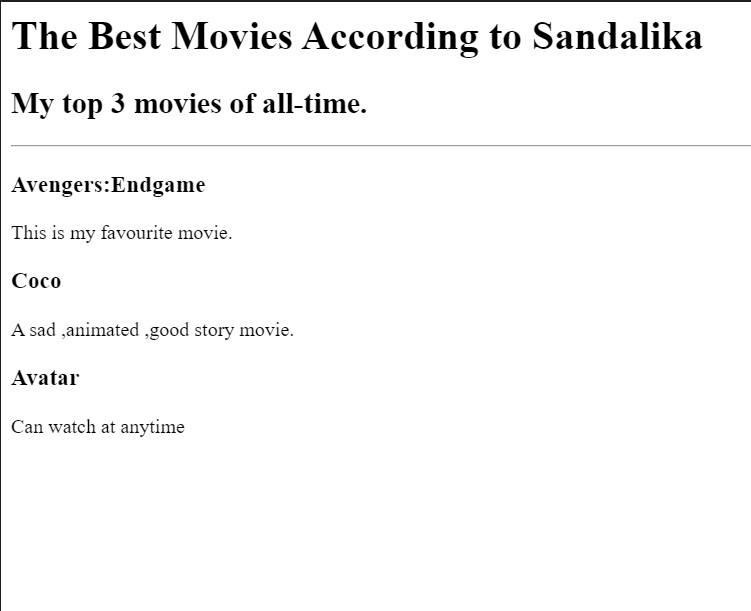 The Best Movies According to Sandalika
My top 3 movies of all-time.
Avengers:Endgame
This is my favourite movie.
Coco
A sad ,animated ,good story movie.
Avatar
Can watch at anytime